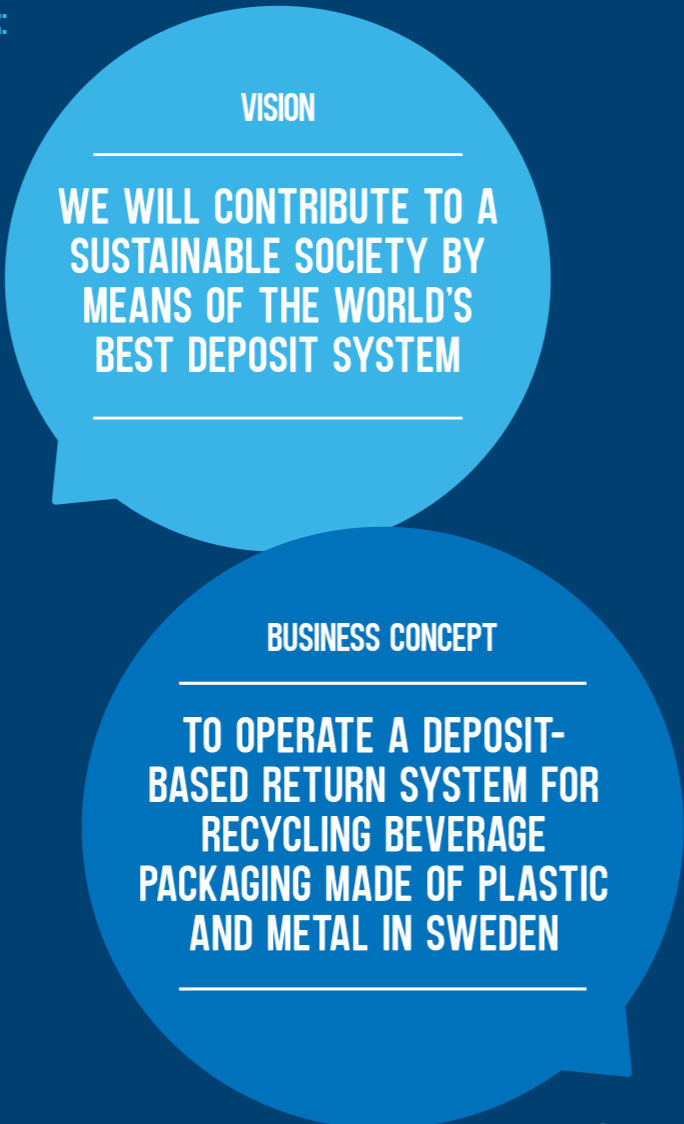 VISION
WE WILL CONTRIBUTE TO A
SUSTAINABLE SOCIETY BY
MEANS OF THE WORLD'S
BEST DEPOSIT SYSTEM
BUSINESS CONCEPT
TO OPERATE A DEPOSIT-
BASED RETURN SYSTEM FOR
RECYCLING BEVERAGE
PACKAGING MADE OF PLASTIC
AND METAL IN SWEDEN